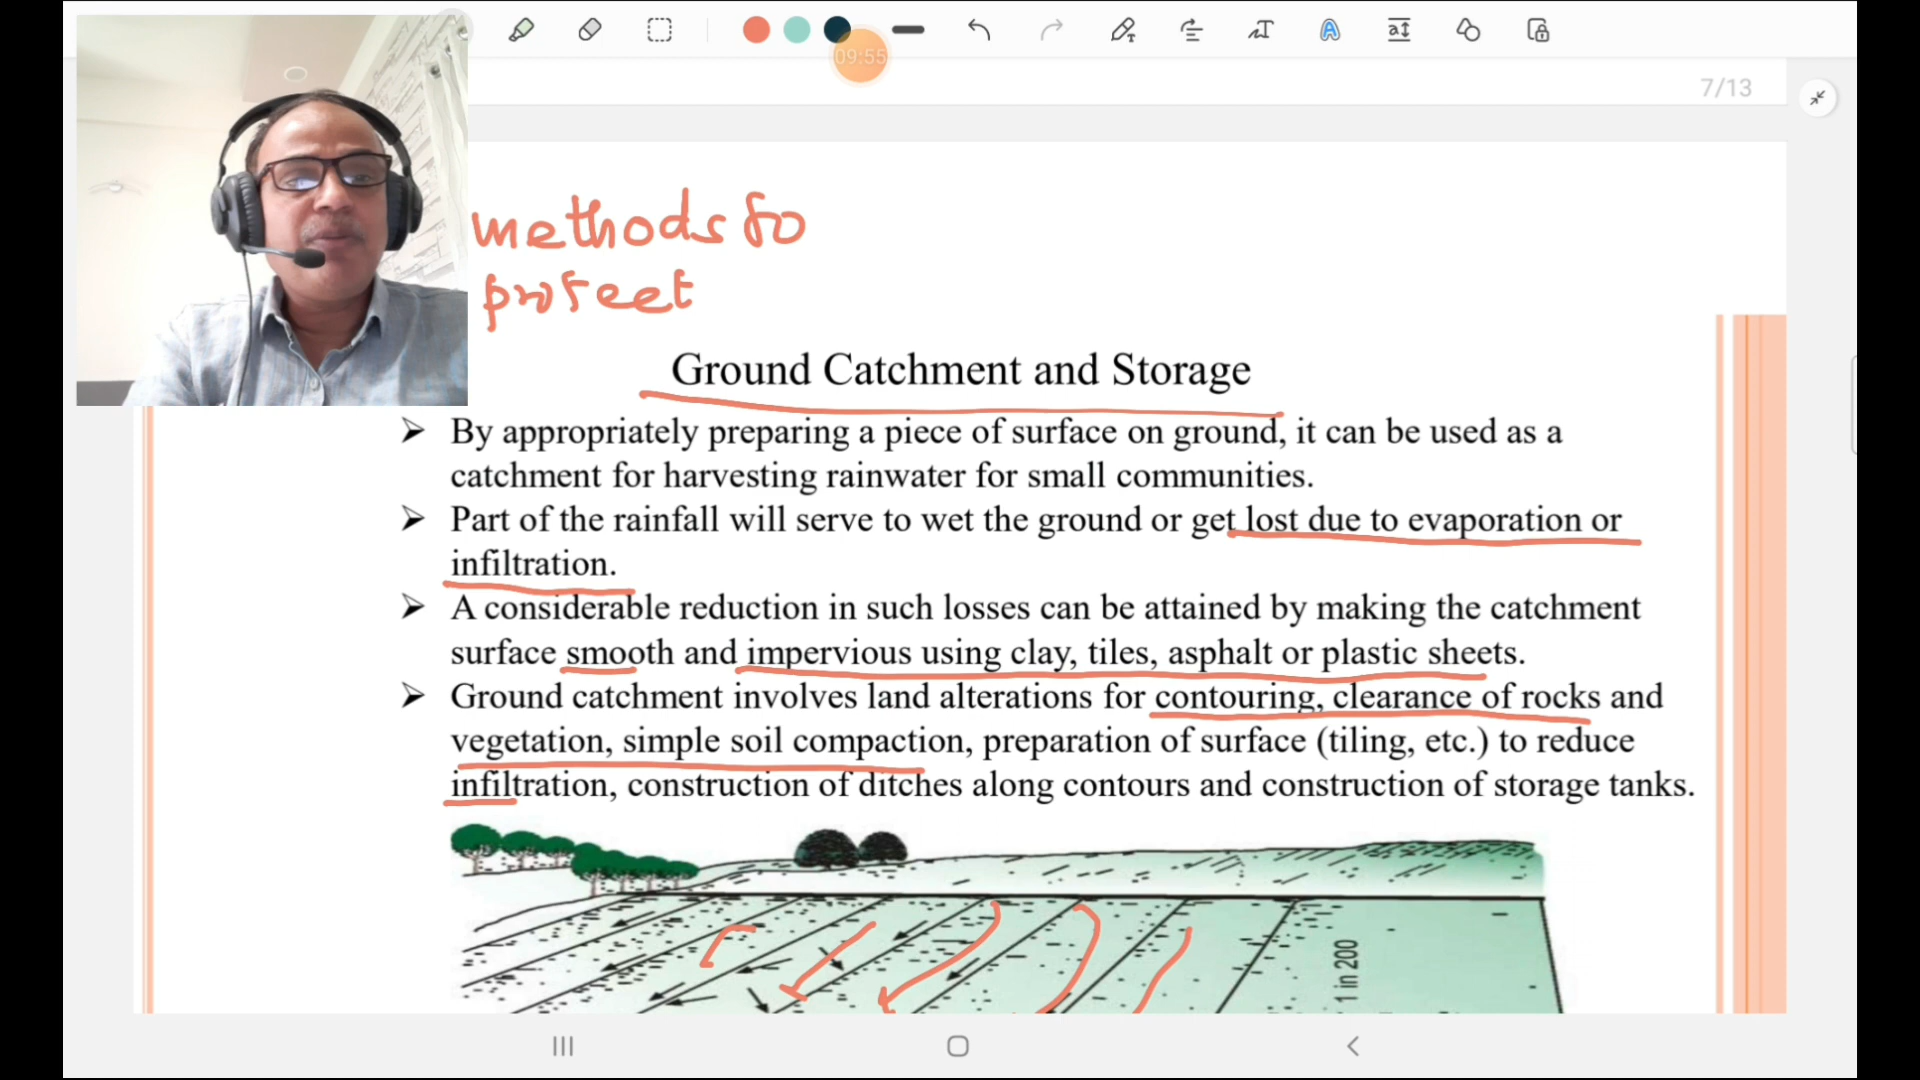 09:55
7/13
methods to
protect
Ground Catchment and Storage
➢ By appropriately preparing a piece of surface on ground, it can be used as a
catchment for harvesting rainwater for small communities.
➢ Part of the rainfall will serve to wet the ground or get lost due to evaporation or
infiltration.
➢ A considerable reduction in such losses can be attained by making the catchment
surface smooth and impervious using clay, tiles, asphalt or plastic sheets.
➢ Ground catchment involves land alterations for contouring, clearance of rocks and
vegetation, simple soil compaction, preparation of surface (tiling, etc.) to reduce
infiltration, construction of ditches along contours and construction of storage tanks.
1 in 200